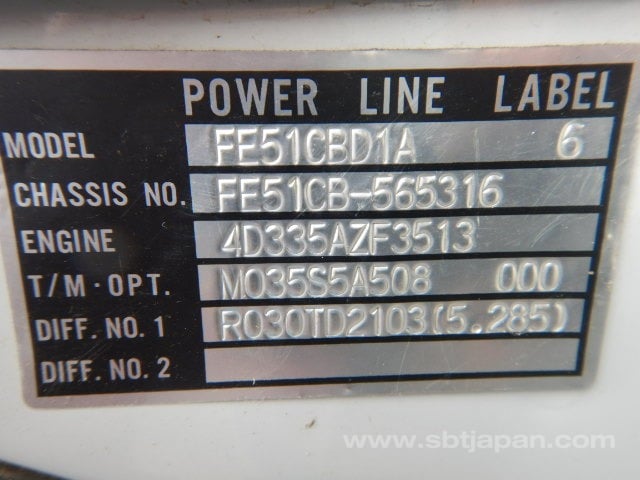 POWER LINE LABEL
MODEL FE51CBD1A 6
CHASSIS NO. FE51CB-565316
ENGINE 4D335AZF3513
T/M·OPT. M035S5A508 000
DIFF. NO. 1 R030TD2103(5.285)
DIFF. NO. 2
www.sbtjapan.com